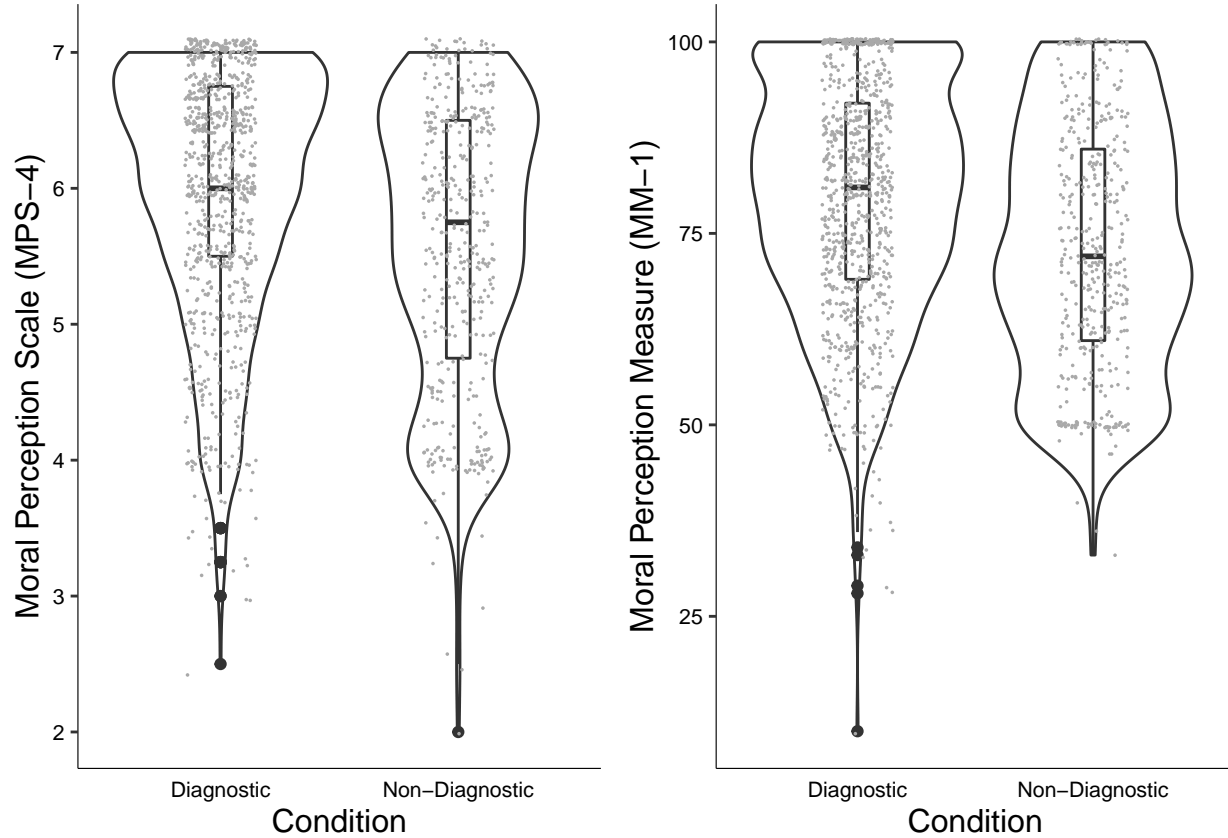 Moral Perception Scale (MPS−4)
7
6
5
4
3
2
Diagnostic
Non−Diagnostic
Condition
Moral Perception Measure (MM−1)
100
75
50
25
Diagnostic
Non−Diagnostic
Condition